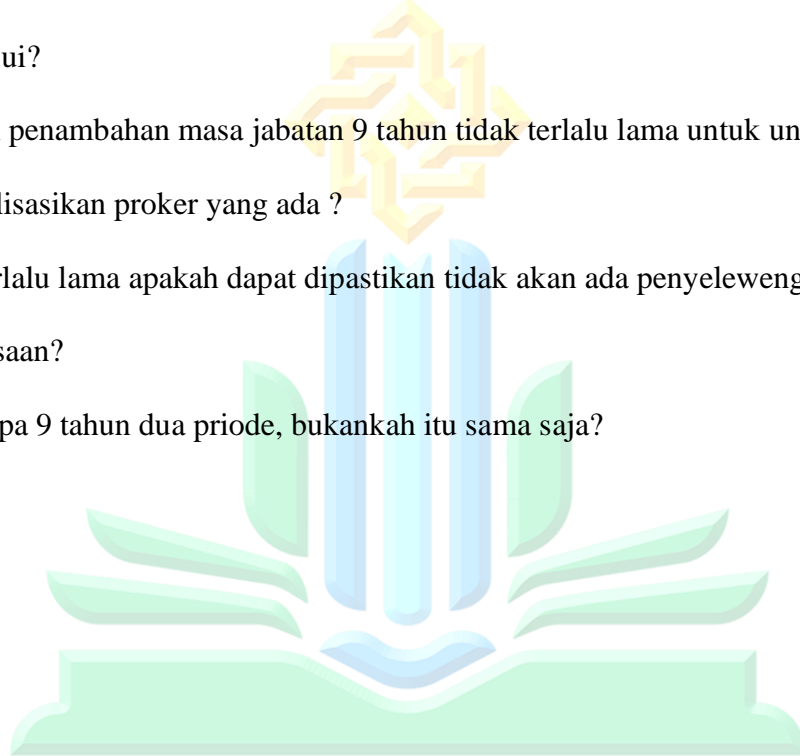 ui?
penambahan masa jabatan 9 tahun tidak terlalu lama untuk un
lisasikan proker yang ada ?
rlalu lama apakah dapat dipastikan tidak akan ada penyeleweng
saan?
pa 9 tahun dua priode, bukankah itu sama saja?